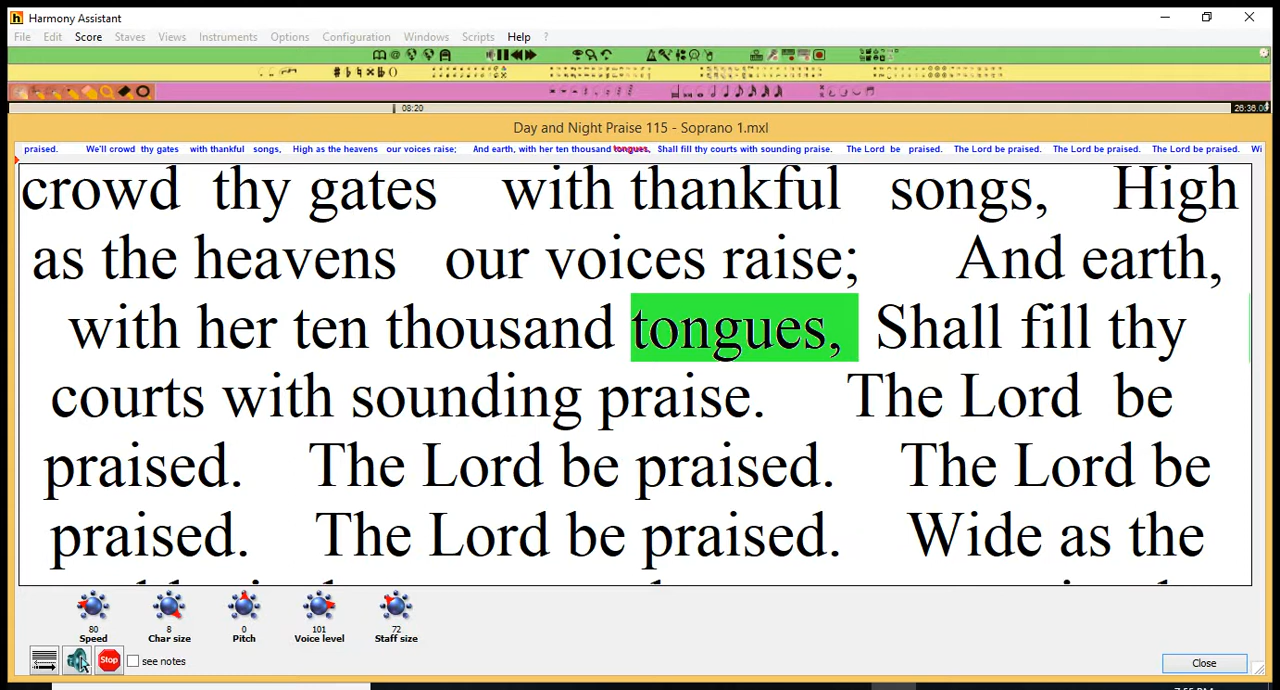 Harmony Assistant
File Edit Score Staves Views Instruments Options Configuration Windows Scripts Help ?
08:20
26:36.00
Day and Night Praise 115 - Soprano 1.mxl
praised. We'll crowd thy gates with thankful songs, High as the heavens our voices raise; And earth, with her ten thousand tongues, Shall fill thy courts with sounding praise. The Lord be praised. The Lord be praised. The Lord be praised. The Lord be praised. Wi
crowd thy gates with thankful songs, High
as the heavens our voices raise; And earth,
with her ten thousand tongues, Shall fill thy
courts with sounding praise. The Lord be
praised. The Lord be praised. The Lord be
praised. The Lord be praised. Wide as the
80 8 0 101 72
Speed Char size Pitch Voice level Staff size
Stop see notes Close